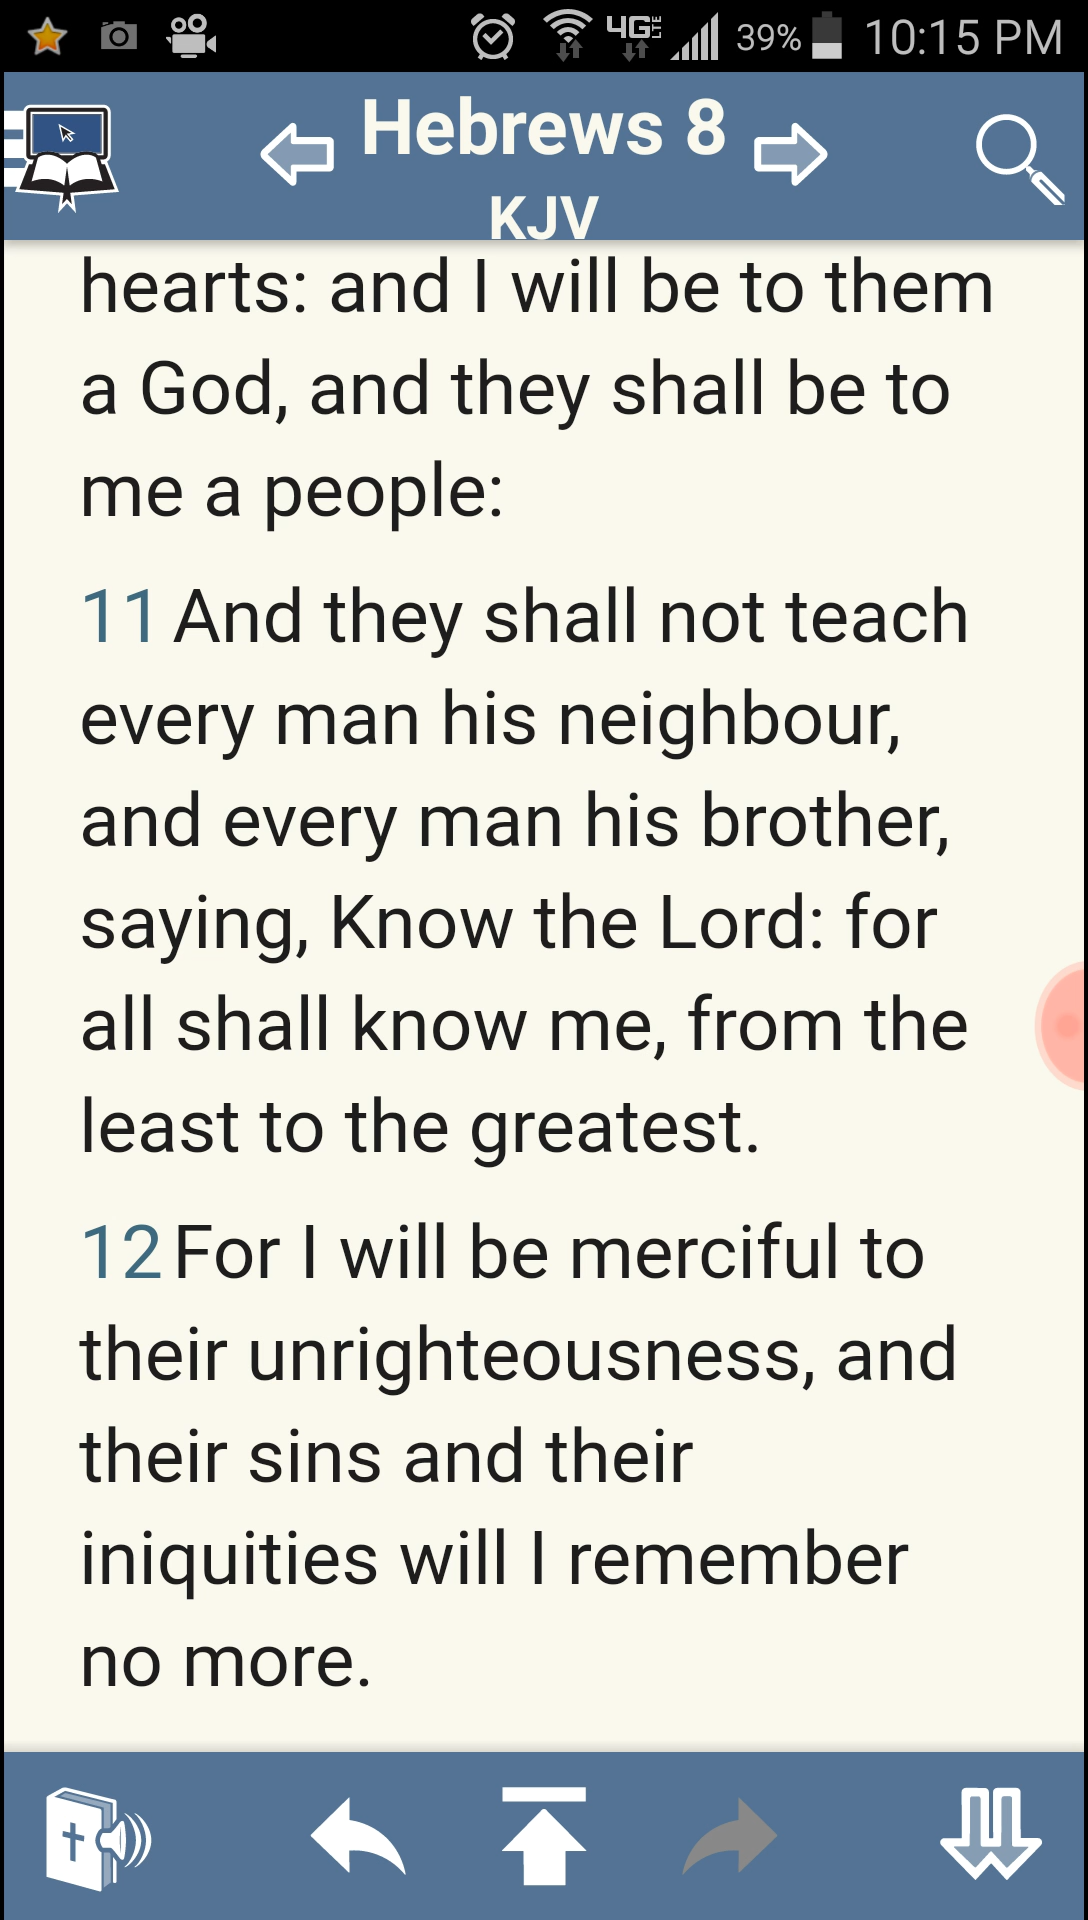 4G LTE 39% 10:15 PM
Hebrews 8
KJV
hearts: and I will be to them
a God, and they shall be to
me a people:
11 And they shall not teach
every man his neighbour,
and every man his brother,
saying, Know the Lord: for
all shall know me, from the
least to the greatest.
12 For I will be merciful to
their unrighteousness, and
their sins and their
iniquities will I remember
no more.